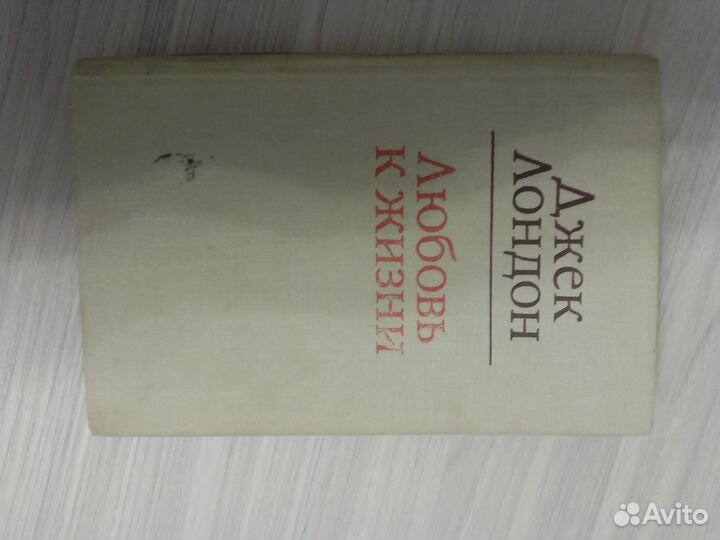 Джек
Лондон
Любовь
к жизни
Avito